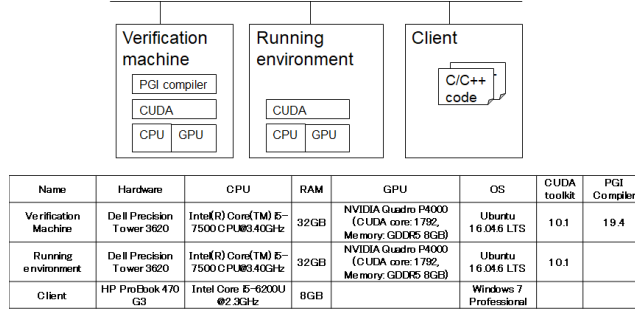 Verification
machine
PGI compiler
CUDA
CPU GPU
Running
environment
CUDA
CPU GPU
Client
C/C++
code
Name Hardware CPU RAM GPU OS CUDA toolkit PGI Compiler
Verification Machine Dell Precision Tower 3620 Intel(R) Core(TM) i5-7500 CPU@3.40GHz 32GB NVIDIA Quadro P4000 (CUDA core: 1792, Memory: GDDR5 8GB) Ubuntu 16.04.6 LTS 10.1 19.4
Running environment Dell Precision Tower 3620 Intel(R) Core(TM) i5-7500 CPU@3.40GHz 32GB NVIDIA Quadro P4000 (CUDA core: 1792, Memory: GDDR5 8GB) Ubuntu 16.04.6 LTS 10.1
Client HP ProBook 470 G3 Intel Core i5-6200U @2.3GHz 8GB Windows 7 Professional